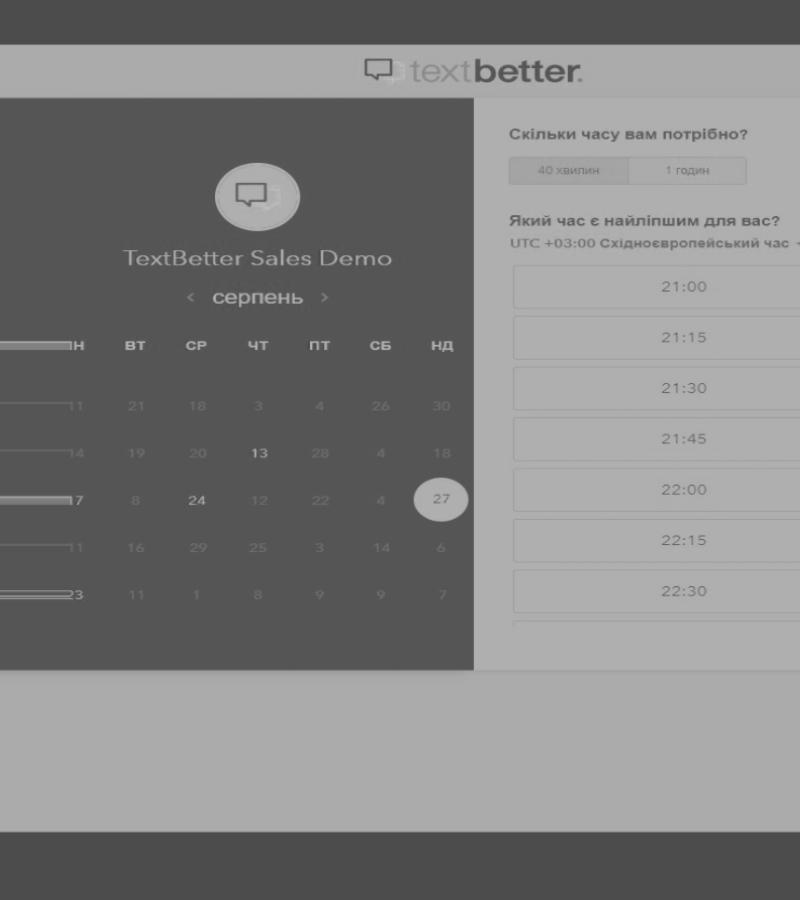 textbetter.
TextBetter Sales Demo
< серпень >
Н ВТ СР ЧТ ПТ СБ НД
11 21 18 3 4 26 30
14 19 20 13 28 4 18
17 8 24 12 22 4 27
11 16 29 25 3 14 6
23 11 1 8 9 9 7
Скільки часу вам потрібно?
40 хвилин 1 годин
Який час є найліпшим для вас?
UTC +03:00 Східноєвропейський час
21:00
21:15
21:30
21:45
22:00
22:15
22:30